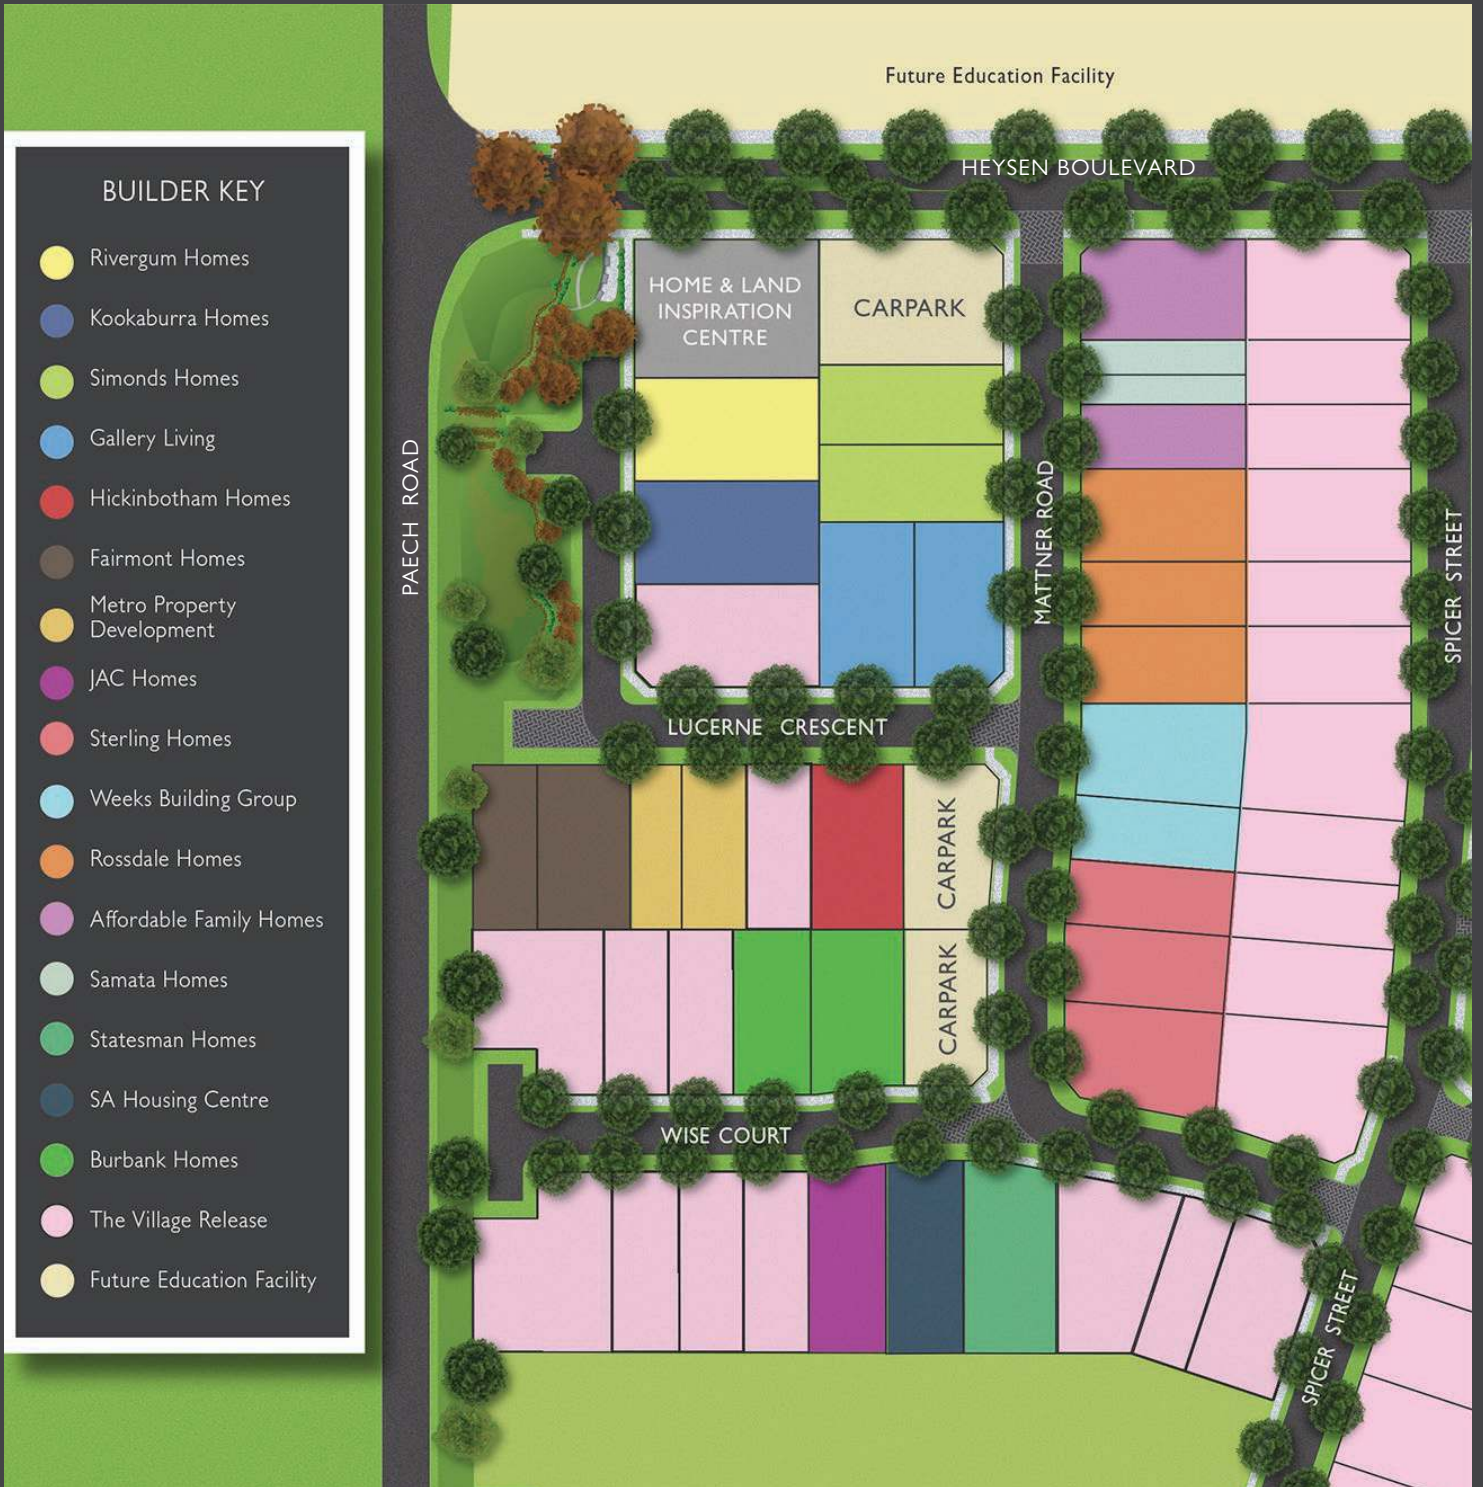 Future Education Facility
HEYSEN BOULEVARD
BUILDER KEY
Rivergum Homes
Kookaburra Homes
Simonds Homes
Gallery Living
Hickinbotham Homes
Fairmont Homes
Metro Property
Development
JAC Homes
Sterling Homes
Weeks Building Group
Rossdale Homes
Affordable Family Homes
Samata Homes
Statesman Homes
SA Housing Centre
Burbank Homes
The Village Release
Future Education Facility
PAECH ROAD
HOME & LAND
INSPIRATION
CENTRE
CARPARK
MATTNER ROAD
SPICER STREET
LUCERNE CRESCENT
CARPARK
CARPARK
WISE COURT
SPICER STREET